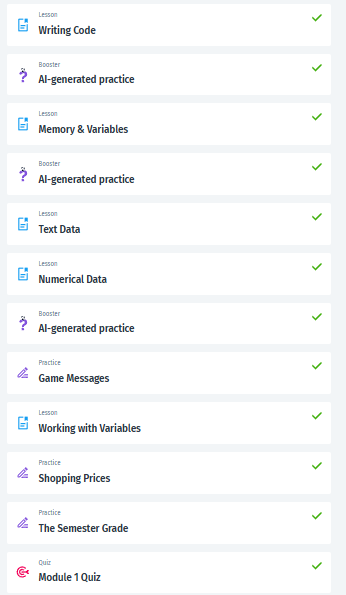 Lesson
Writing Code
Booster
AI-generated practice
Lesson
Memory & Variables
Booster
AI-generated practice
Lesson
Text Data
Lesson
Numerical Data
Booster
AI-generated practice
Practice
Game Messages
Lesson
Working with Variables
Practice
Shopping Prices
Practice
The Semester Grade
Quiz
Module 1 Quiz